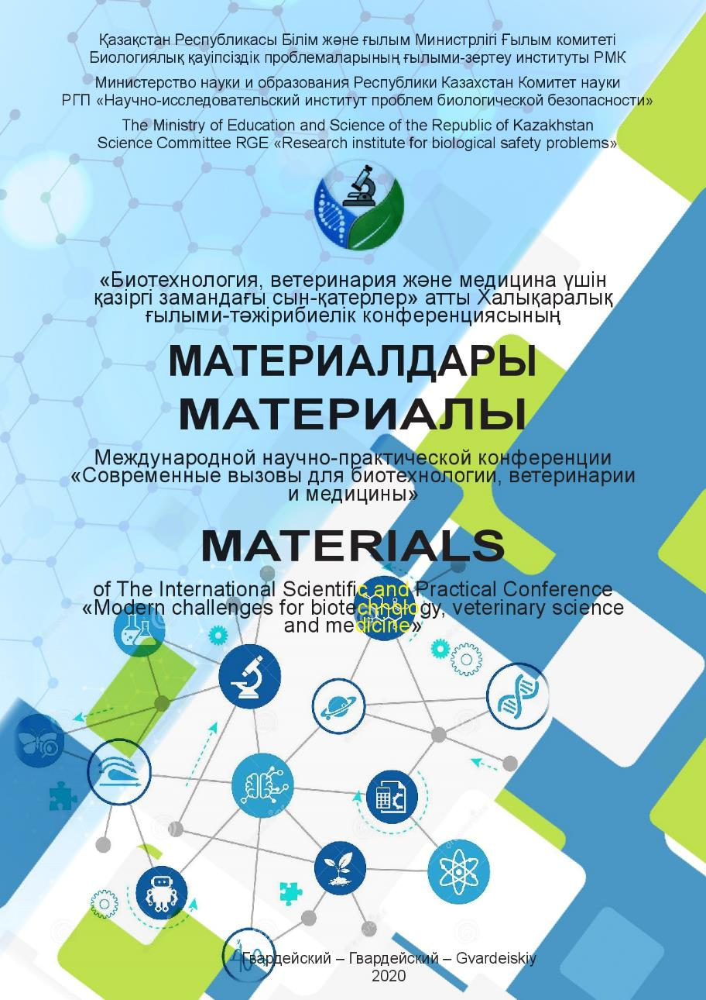 Қазақстан Республикасы Білім және ғылым Министрлігі Ғылым комитеті
Биологиялық қауіпсіздік проблемаларының ғылыми-зертеу институты РМК
Министерство науки и образования Республики Казахстан Комитет науки
РГП «Научно-исследовательский институт проблем биологической безопасности»
The Ministry of Education and Science of the Republic of Kazakhstan
Science Committee RGE «Research institute for biological safety problems»
«Биотехнология, ветеринария және медицина үшін
қазіргі замандағы сын-қатерлер» атты Халықаралық
ғылыми-тәжірибиелік конференциясының
МАТЕРИАЛДАРЫ
МАТЕРИАЛЫ
Международной научно-практической конференции
«Современные вызовы для биотехнологии, ветеринарии
и медицины»
MATERIALS
of The International Scientific and Practical Conference
«Modern challenges for biotechnology, veterinary science
and medicine»
Гвардейский – Гвардейский – Gvardeiskiy
2020